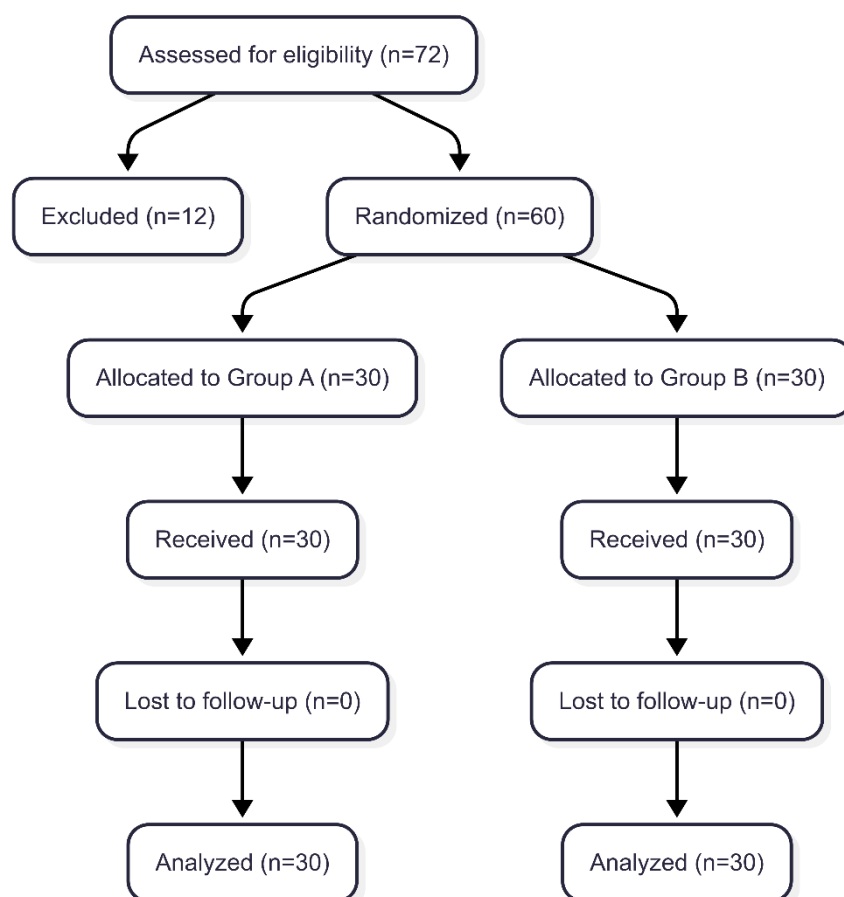 Assessed for eligibility (n=72)
Excluded (n=12)
Randomized (n=60)
Allocated to Group A (n=30)
Allocated to Group B (n=30)
Received (n=30)
Received (n=30)
Lost to follow-up (n=0)
Lost to follow-up (n=0)
Analyzed (n=30)
Analyzed (n=30)